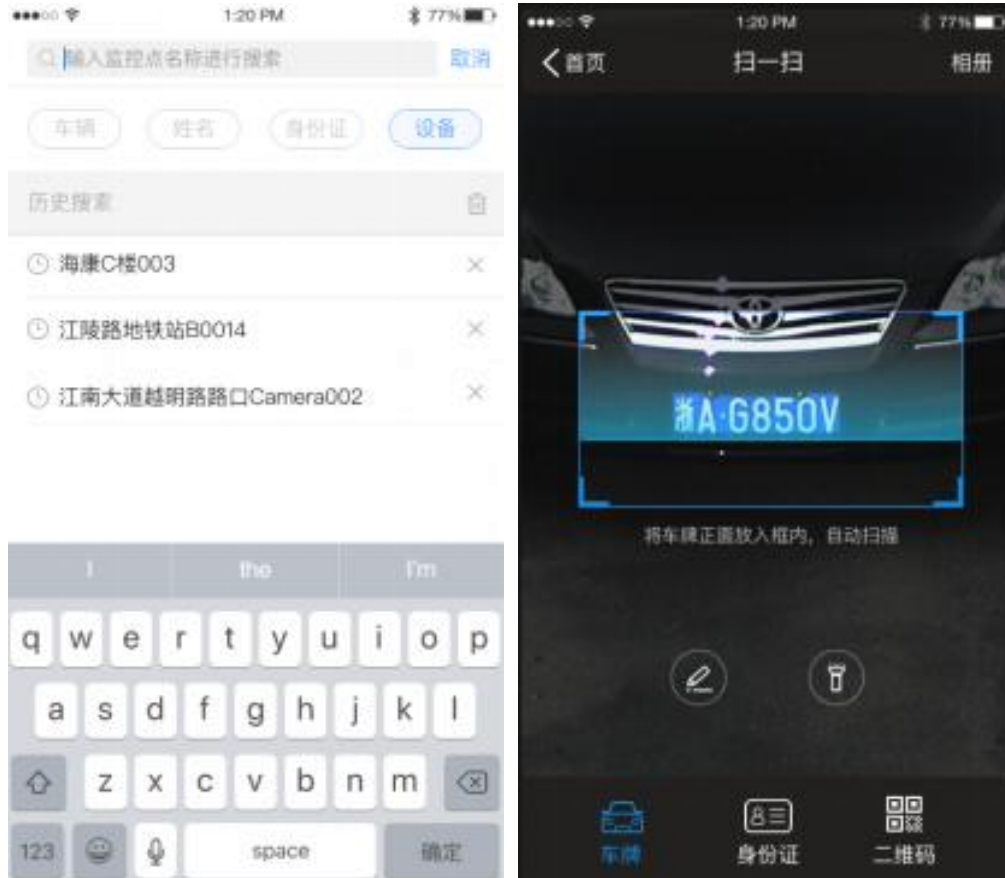 1:20 PM
77%
输入监控点名称进行搜索
取消
车辆
姓名
身份证
设备
历史搜索
海康C楼003
江陵路地铁站B0014
江南大道越明路路口Camera002
I
the
I'm
q w e r t y u i o p
a s d f g h j k l
z x c v b n m
123
space
确定
1:20 PM
77%
首页
扫一扫
相册
浙A·G850V
将车牌正面放入框内，自动扫描
车牌
身份证
二维码